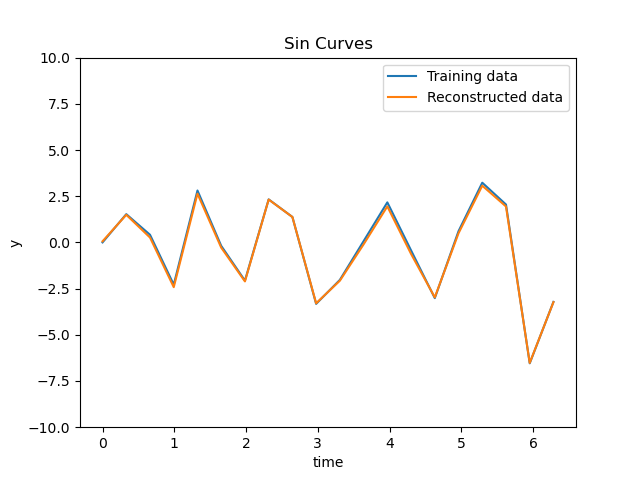 Sin Curves
Training data
Reconstructed data
10.0
7.5
5.0
2.5
0.0
−2.5
−5.0
−7.5
−10.0
y
0 1 2 3 4 5 6
time